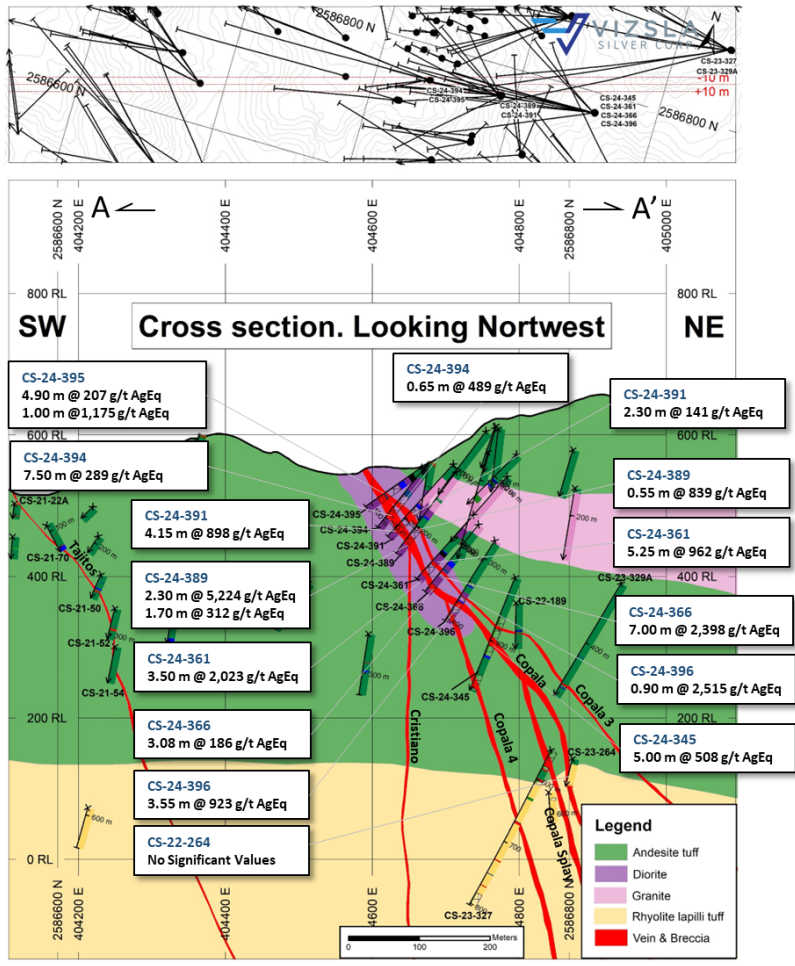 2586800 N
VIZSLA
SILVER CORP
N
CS-23-327
CS-23-329A
-10 m
+10 m
2586600 N
CS-24-394
CS-24-395
CS-24-389
CS-24-391
CS-24-345
CS-24-361
CS-24-366
CS-24-396
2586800 N
A
A'
2586600 N
404200 E
404400 E
404600 E
404800 E
2586800 N
405000 E
800 RL
800 RL
SW
Cross section. Looking Nortwest
NE
CS-24-395
4.90 m @ 207 g/t AgEq
1.00 m @1,175 g/t AgEq
CS-24-394
0.65 m @ 489 g/t AgEq
CS-24-391
2.30 m @ 141 g/t AgEq
600 RL
600 RL
CS-24-394
7.50 m @ 289 g/t AgEq
CS-24-389
0.55 m @ 839 g/t AgEq
CS-24-391
4.15 m @ 898 g/t AgEq
CS-24-361
5.25 m @ 962 g/t AgEq
CS-21-22A
CS-21-70
Tajitos
100 m
200 m
CS-24-395
CS-24-394
CS-24-391
CS-24-389
CS-24-361
CS-24-366
CS-24-396
CS-23-329A
CS-22-189
400 RL
400 RL
CS-24-389
2.30 m @ 5,224 g/t AgEq
1.70 m @ 312 g/t AgEq
CS-24-366
7.00 m @ 2,398 g/t AgEq
CS-21-50
CS-21-52
CS-21-54
CS-24-361
3.50 m @ 2,023 g/t AgEq
CS-24-396
0.90 m @ 2,515 g/t AgEq
CS-24-345
Cristiano
Copala 4
Copala
Copala 3
200 RL
200 RL
CS-24-366
3.08 m @ 186 g/t AgEq
CS-24-345
5.00 m @ 508 g/t AgEq
CS-23-264
CS-24-396
3.55 m @ 923 g/t AgEq
600 m
700
Copala Splay
CS-22-264
No Significant Values
0 RL
0 RL
CS-23-327
Legend
Andesite tuff
Diorite
Granite
Rhyolite lapilli tuff
Vein & Breccia
2586600 N
404200 E
404400 E
404600 E
404800 E
2586800 N
Meters
0
100
200